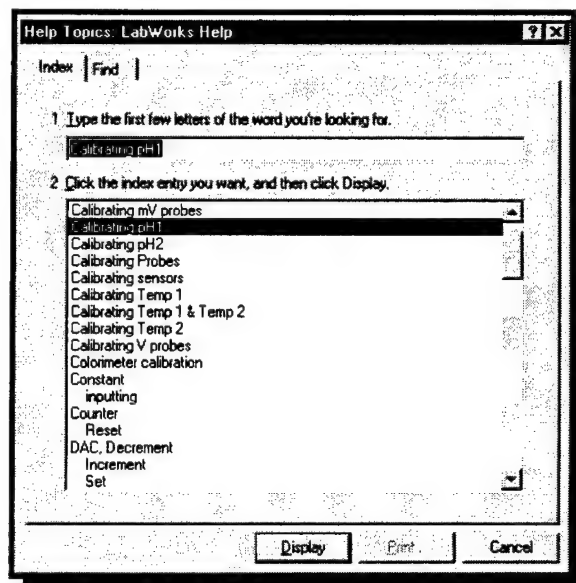 Help Topics: LabWorks Help
Index Find
1 Type the first few letters of the word you're looking for.
Calibrating pH1
2 Click the index entry you want, and then click Display.
Calibrating mV probes
Calibrating pH1
Calibrating pH2
Calibrating Probes
Calibrating sensors
Calibrating Temp 1
Calibrating Temp 1 & Temp 2
Calibrating Temp 2
Calibrating V probes
Colorimeter calibration
Constant
inputting
Counter
Reset
DAC, Decrement
Increment
Set
Display Print... Cancel